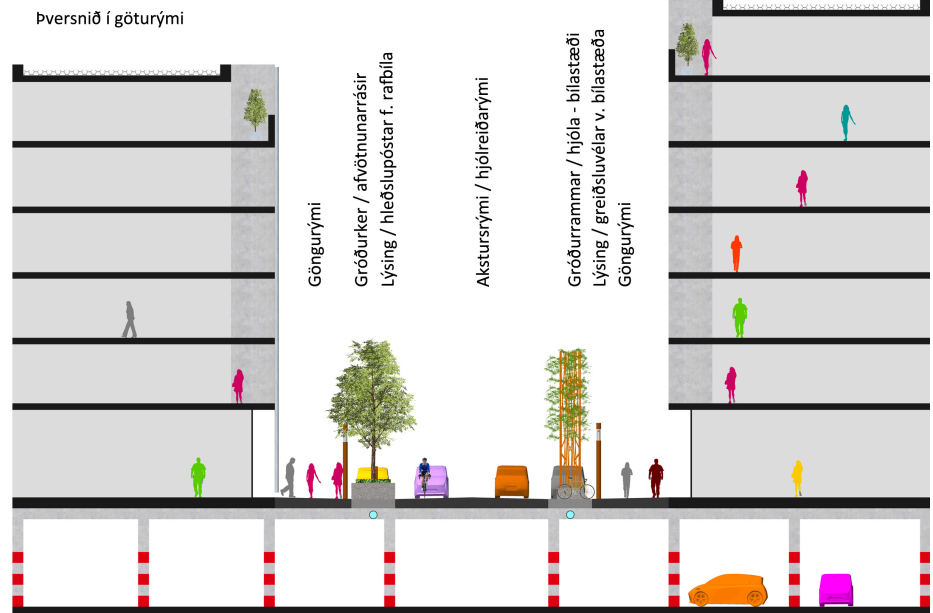 Þversnið í göturými
Göngurými
Gróðurker / afvötnunarrásir
Lýsing / hleðslupóstar f. rafbíla
Akstursrými / hjólreiðarými
Gróðurrammar / hjóla - bílastæði
Lýsing / greiðsluvélar v. bílastæða
Göngurými